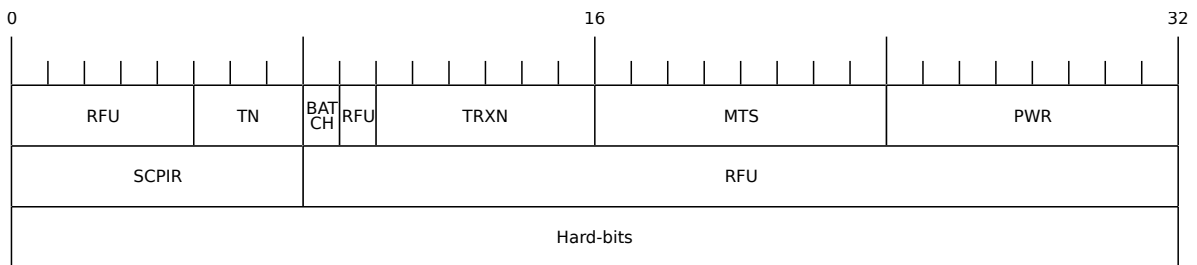 0 16 32
RFU TN BAT CH RFU TRXN MTS PWR
SCPIR RFU
Hard-bits